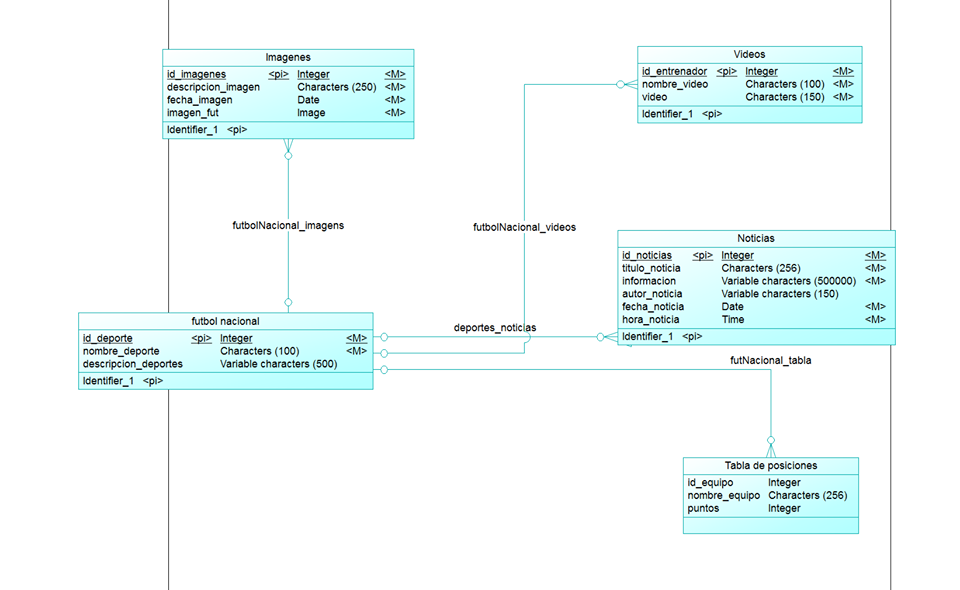 Imagenes
id_imagenes <pi> Integer <M>
descripcion_imagen Characters (250) <M>
fecha_imagen Date <M>
imagen_fut Image <M>
Identifier_1 <pi>
Videos
id_entrenador <pi> Integer <M>
nombre_video Characters (100) <M>
video Characters (150) <M>
Identifier_1 <pi>
futbolNacional_imagens
futbolNacional_videos
Noticias
id_noticias <pi> Integer <M>
titulo_noticia Characters (256) <M>
informacion Variable characters (500000) <M>
autor_noticia Variable characters (150)
fecha_noticia Date <M>
hora_noticia Time <M>
Identifier_1 <pi>
futbol nacional
id_deporte <pi> Integer <M>
nombre_deporte Characters (100) <M>
descripcion_deportes Variable characters (500)
Identifier_1 <pi>
deportes_noticias
futNacional_tabla
Tabla de posiciones
id_equipo Integer
nombre_equipo Characters (256)
puntos Integer